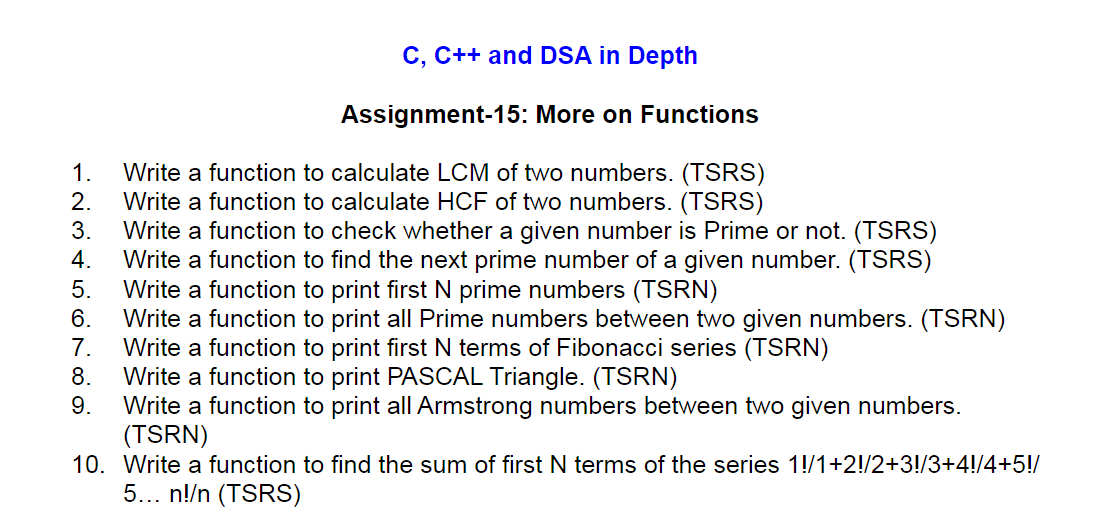 C, C++ and DSA in Depth
Assignment-15: More on Functions
1. Write a function to calculate LCM of two numbers. (TSRS)
2. Write a function to calculate HCF of two numbers. (TSRS)
3. Write a function to check whether a given number is Prime or not. (TSRS)
4. Write a function to find the next prime number of a given number. (TSRS)
5. Write a function to print first N prime numbers (TSRN)
6. Write a function to print all Prime numbers between two given numbers. (TSRN)
7. Write a function to print first N terms of Fibonacci series (TSRN)
8. Write a function to print PASCAL Triangle. (TSRN)
9. Write a function to print all Armstrong numbers between two given numbers.
(TSRN)
10. Write a function to find the sum of first N terms of the series 1!/1+2!/2+3!/3+4!/4+5!/
5… n!/n (TSRS)